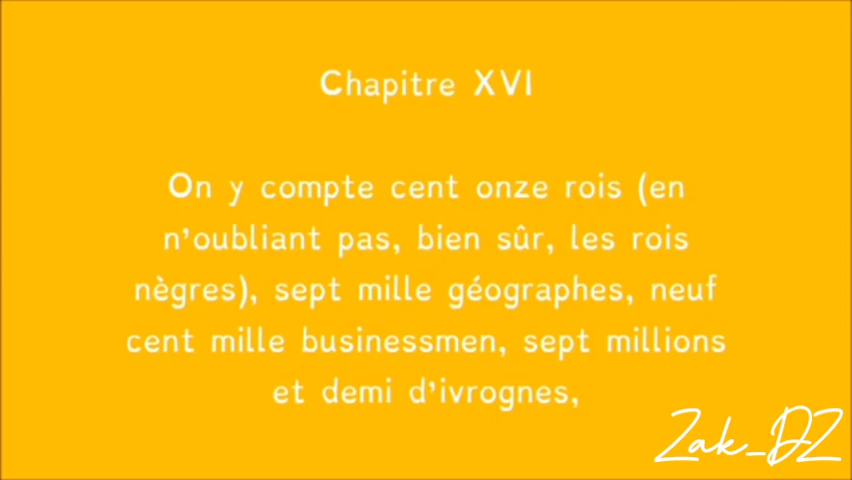 Chapitre XVI
On y compte cent onze rois (en
n'oubliant pas, bien sûr, les rois
nègres), sept mille géographes, neuf
cent mille businessmen, sept millions
et demi d'ivrognes,
Zak_DZ